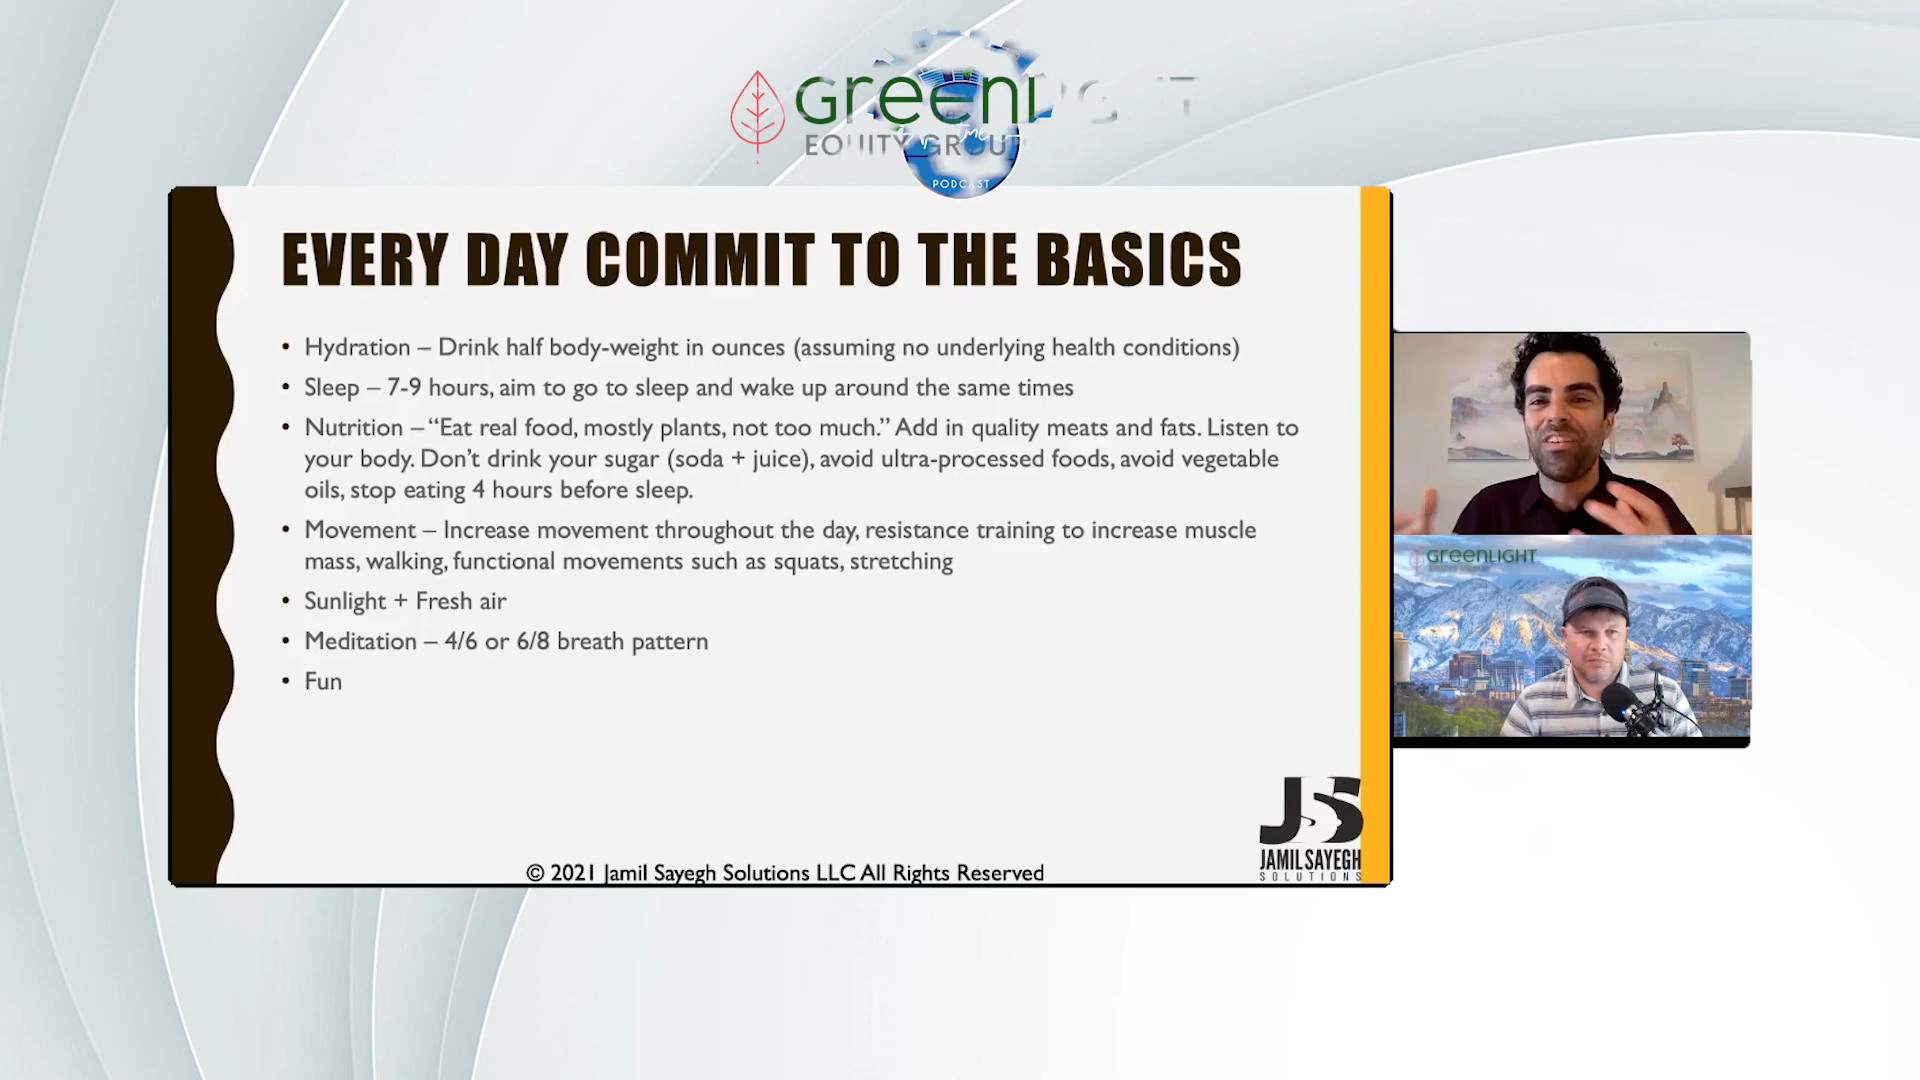 Greenl
EQUITY GROU
PODCAST
EVERY DAY COMMIT TO THE BASICS
• Hydration – Drink half body-weight in ounces (assuming no underlying health conditions)
• Sleep – 7-9 hours, aim to go to sleep and wake up around the same times
• Nutrition – “Eat real food, mostly plants, not too much.” Add in quality meats and fats. Listen to
your body. Don’t drink your sugar (soda + juice), avoid ultra-processed foods, avoid vegetable
oils, stop eating 4 hours before sleep.
• Movement – Increase movement throughout the day, resistance training to increase muscle
mass, walking, functional movements such as squats, stretching
• Sunlight + Fresh air
• Meditation – 4/6 or 6/8 breath pattern
• Fun
GreenLIGHT
JSS
JAMIL SAYEGH
SOLUTIONS
© 2021 Jamil Sayegh Solutions LLC All Rights Reserved